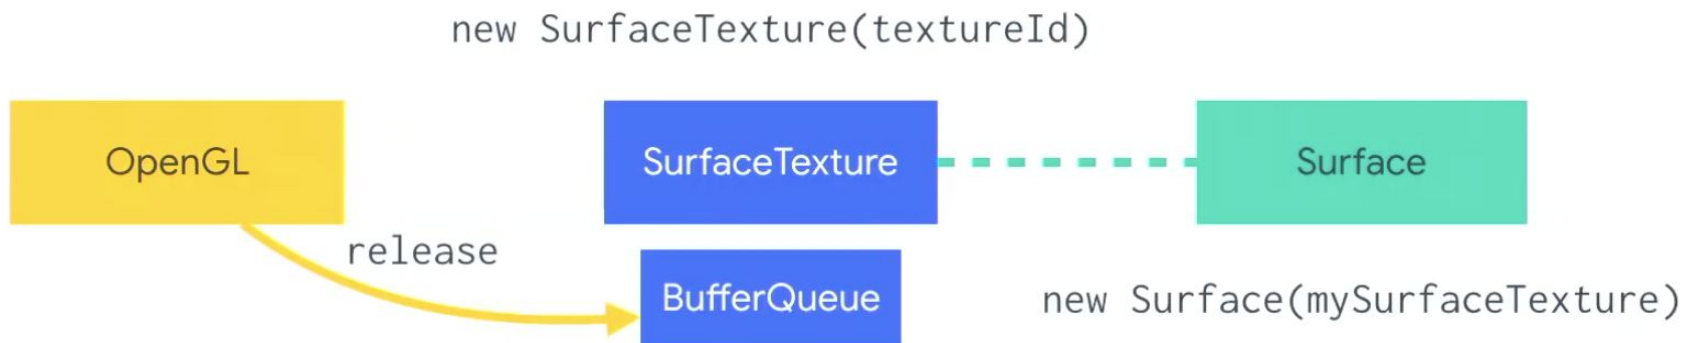 new SurfaceTexture(textureId)
OpenGL
SurfaceTexture
Surface
release
BufferQueue
new Surface(mySurfaceTexture)